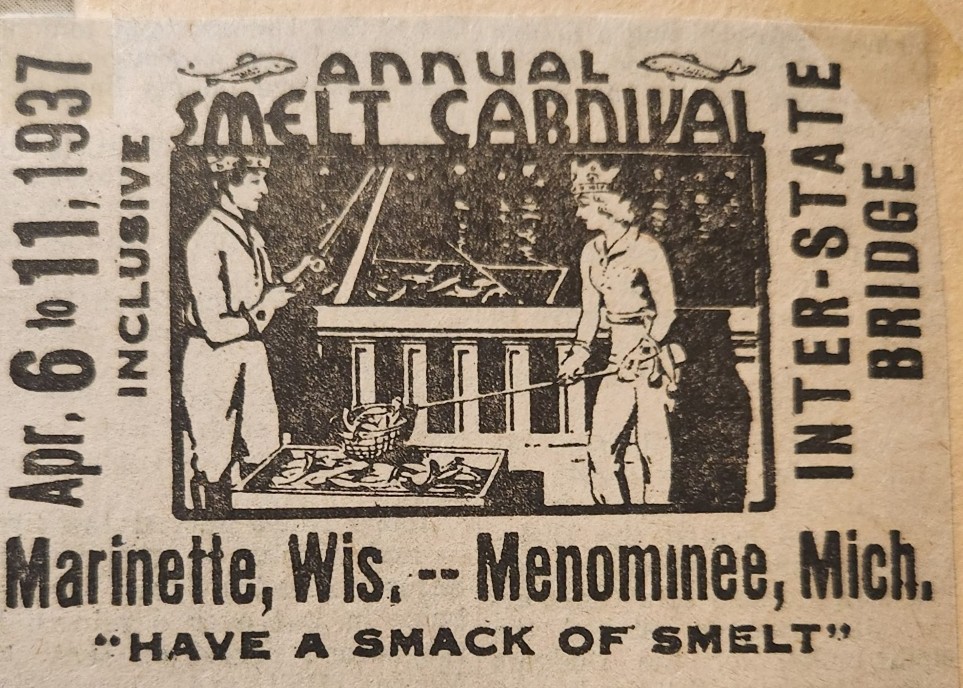 ANNUAL
SMELT CARNIVAL
Apr. 6 to 11, 1937
INCLUSIVE
INTER-STATE
BRIDGE
Marinette, Wis. -- Menominee, Mich.
"HAVE A SMACK OF SMELT"